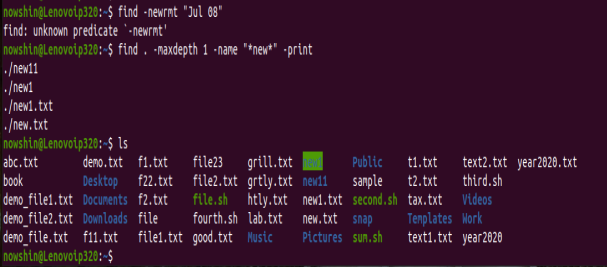 nowshin@Lenovoip320:~$ find -newrmt "Jul 08"
find: unknown predicate `-newrmt'
nowshin@Lenovoip320:~$ find . -maxdepth 1 -name "*new*" -print
./new11
./new1
./new1.txt
./new.txt
nowshin@Lenovoip320:~$ ls
abc.txt demo.txt f1.txt file23 grill.txt new1 Public t1.txt text2.txt year2020.txt
book Desktop f22.txt file2.txt grtly.txt new11 sample t2.txt third.sh
demo_file1.txt Documents f2.txt file.sh htly.txt new1.txt second.sh tax.txt Videos
demo_file2.txt Downloads file fourth.sh lab.txt new.txt snap Templates Work
demo_file.txt f11.txt file1.txt good.txt Music Pictures sum.sh text1.txt year2020
nowshin@Lenovoip320:~$